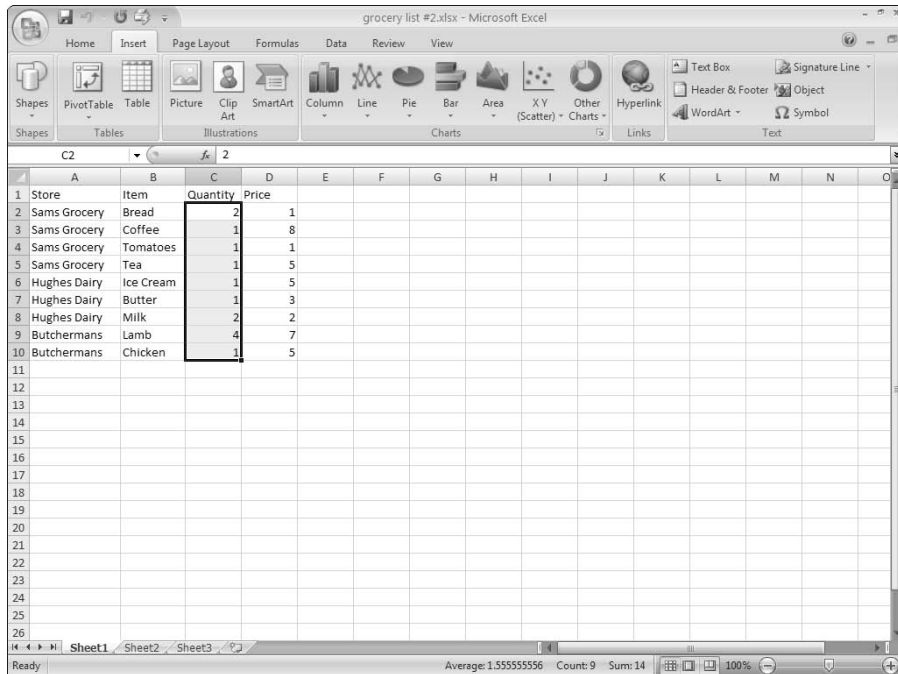 grocery list #2.xlsx - Microsoft Excel
Home Insert Page Layout Formulas Data Review View
Shapes PivotTable Table Picture Clip Art SmartArt Column Line Pie Bar Area X Y (Scatter) Other Charts Hyperlink Text Box Header & Footer WordArt Signature Line Object Symbol
Shapes Tables Illustrations Charts Links Text
C2 fx 2
A B C D E F G H I J K L M N O
1 Store Item Quantity Price
2 Sams Grocery Bread 2 1
3 Sams Grocery Coffee 1 8
4 Sams Grocery Tomatoes 1 1
5 Sams Grocery Tea 1 5
6 Hughes Dairy Ice Cream 1 5
7 Hughes Dairy Butter 1 3
8 Hughes Dairy Milk 2 2
9 Butchermans Lamb 4 7
10 Butchermans Chicken 1 5
11
12
13
14
15
16
17
18
19
20
21
22
23
24
25
26
Sheet1 Sheet2 Sheet3
Ready Average: 1.555555556 Count: 9 Sum: 14 100%